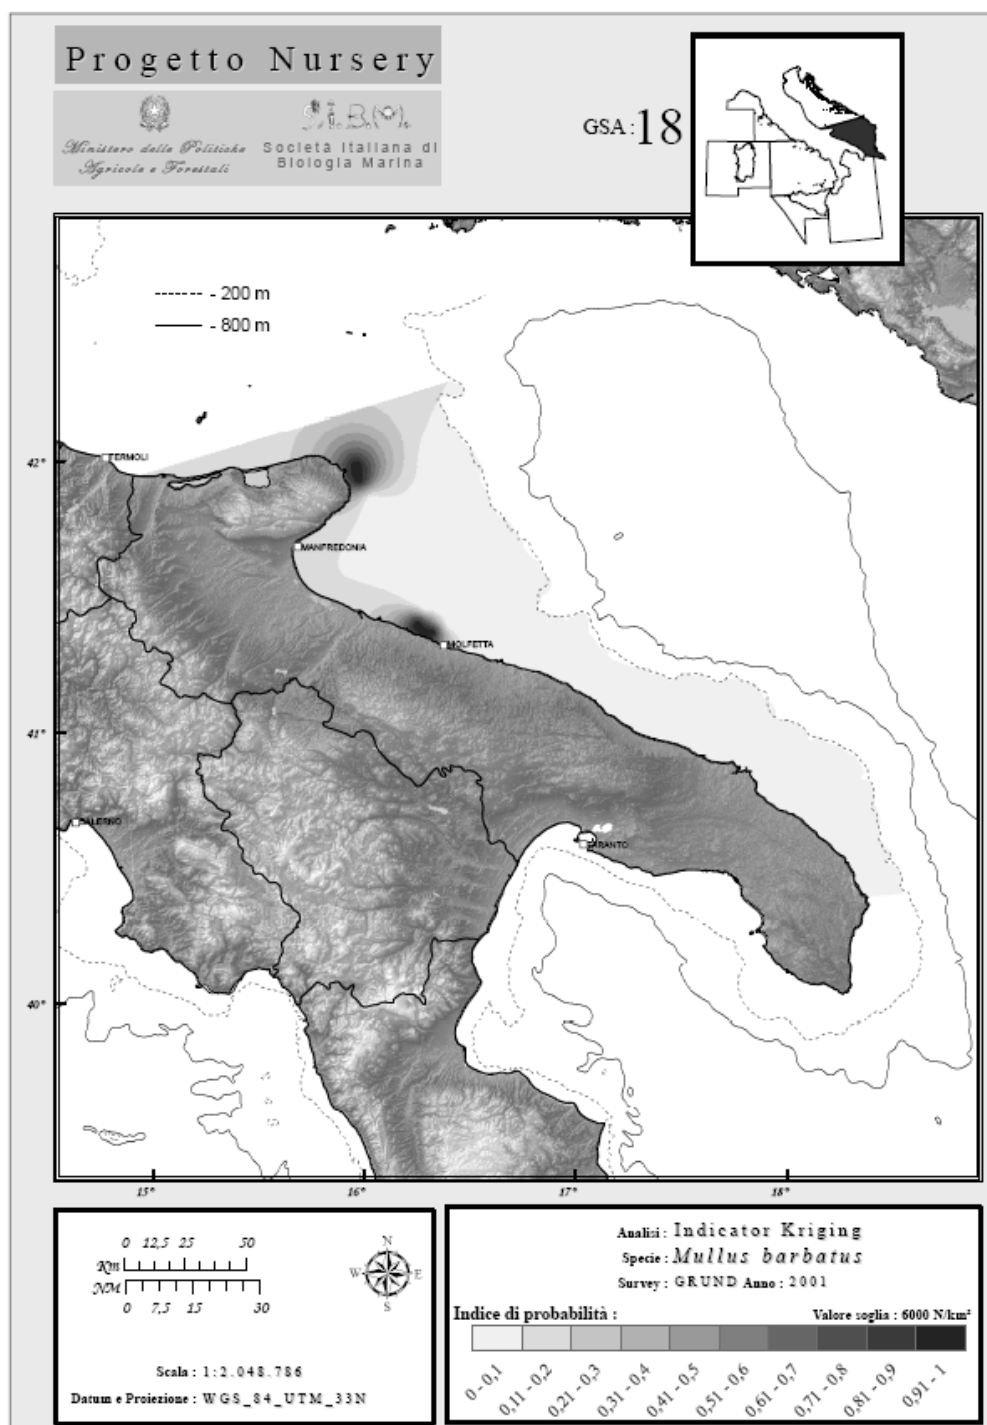 Progetto Nursery
Ministero delle Politiche
Agricole e Forestali
S.I.B.M.
Società Italiana di
Biologia Marina
GSA : 18
- 200 m
- 800 m
TERMOLI
42°
MANFREDONIA
MOLFETTA
41°
SALERNO
TARANTO
40°
15° 16° 17° 18°
0 12,5 25 50
Km
NM
0 7,5 15 30
N
W E
S
Scala : 1:2.048.786
Datum e Proiezione : WGS_84_UTM_33N
Analisi : Indicator Kriging
Specie : Mullus barbatus
Survey : GRUND Anno : 2001
Indice di probabilità : Valore soglia : 6000 N/km²
0 - 0,1 0,11 - 0,2 0,21 - 0,3 0,31 - 0,4 0,41 - 0,5 0,51 - 0,6 0,61 - 0,7 0,71 - 0,8 0,81 - 0,9 0,91 - 1